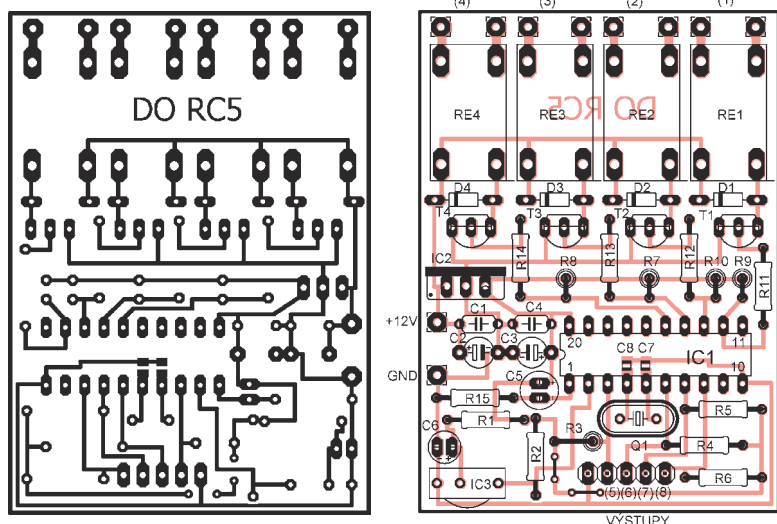 DO RC5
(4) (3) (2) (1)
RE4 RE3 RE2 RE1
DO RC5
D4 D3 D2 D1
T4 T3 T2 T1
R14 R8 R13 R7 R12 R10 R9 R11
IC2
+12V
C1 C4
20 11
C2 C3
C8 C7 IC1
GND
1 10
C5
R15
R1
R5
C6
R2
R3
Q1
R4
R6
IC3
(5) (6) (7) (8)
VÝSTUPY